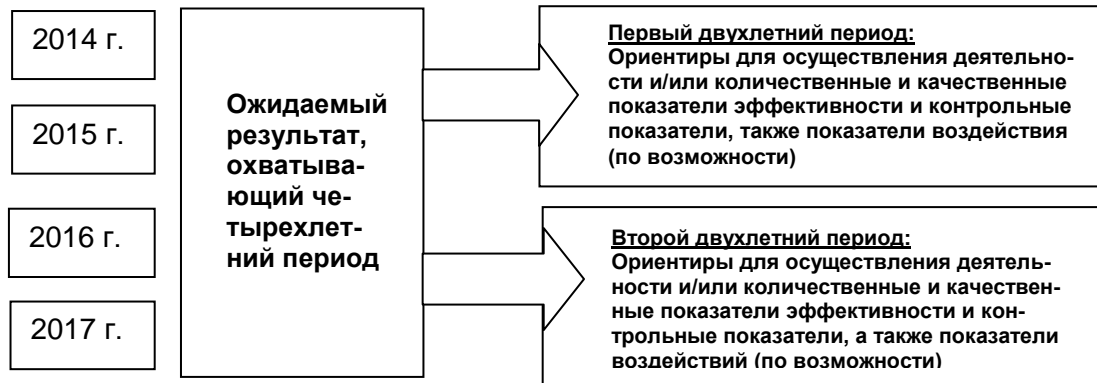 2014 г.
2015 г.
2016 г.
2017 г.
Ожидаемый
результат,
охватыва-
ющий че-
тырехлет-
ний период
Первый двухлетний период:
Ориентиры для осуществления деятельно-
сти и/или количественные и качественные
показатели эффективности и контрольные
показатели, также показатели воздействия
(по возможности)
Второй двухлетний период:
Ориентиры для осуществления деятель-
ности и/или количественные и качествен-
ные показатели эффективности и кон-
трольные показатели, а также показатели
воздействий (по возможности)